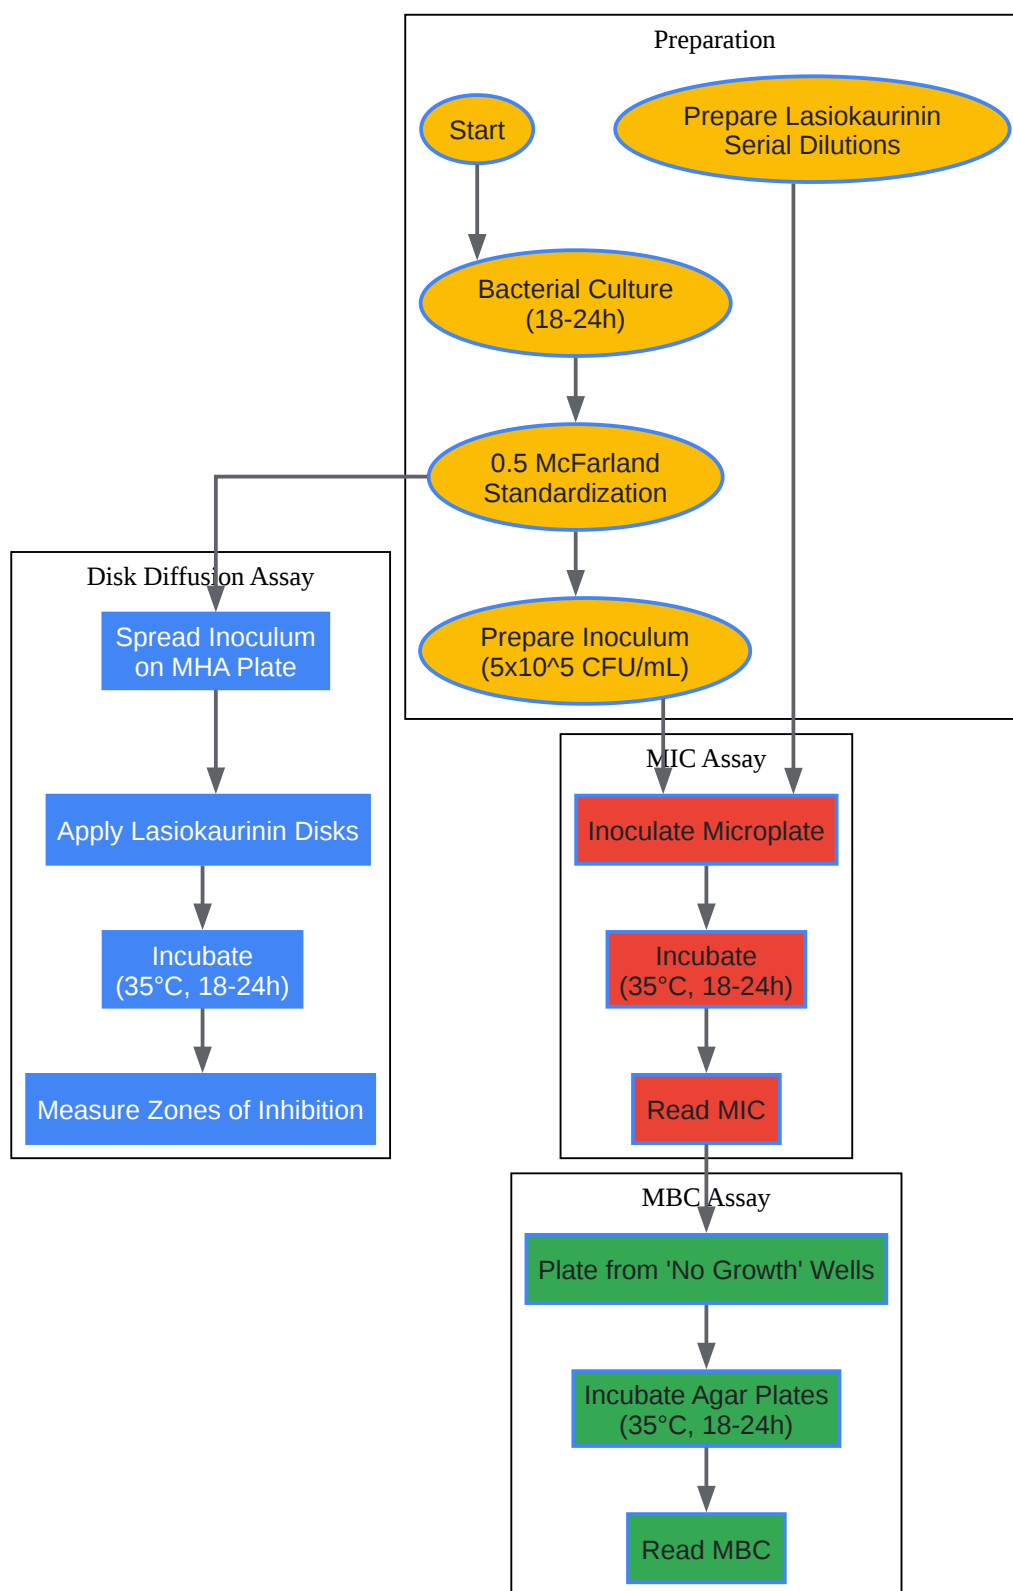 Preparation
Start
Prepare Lasiokaurinin
Serial Dilutions
Bacterial Culture
(18-24h)
0.5 McFarland
Standardization
Prepare Inoculum
(5x10^5 CFU/mL)
Disk Diffusion Assay
Spread Inoculum
on MHA Plate
Apply Lasiokaurinin Disks
Incubate
(35°C, 18-24h)
Measure Zones of Inhibition
MIC Assay
Inoculate Microplate
Incubate
(35°C, 18-24h)
Read MIC
MBC Assay
Plate from 'No Growth' Wells
Incubate Agar Plates
(35°C, 18-24h)
Read MBC